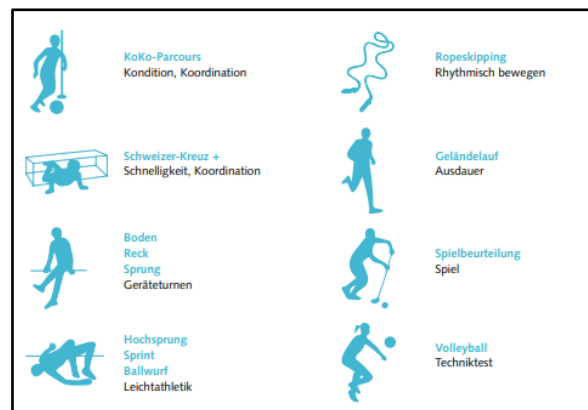 KoKo-Parcours
Kondition, Koordination
Schweizer-Kreuz +
Schnelligkeit, Koordination
Boden
Reck
Sprung
Geräteturnen
Hochsprung
Sprint
Ballwurf
Leichtathletik
Ropeskipping
Rhythmisch bewegen
Geländelauf
Ausdauer
Spielbeurteilung
Spiel
Volleyball
Techniktest